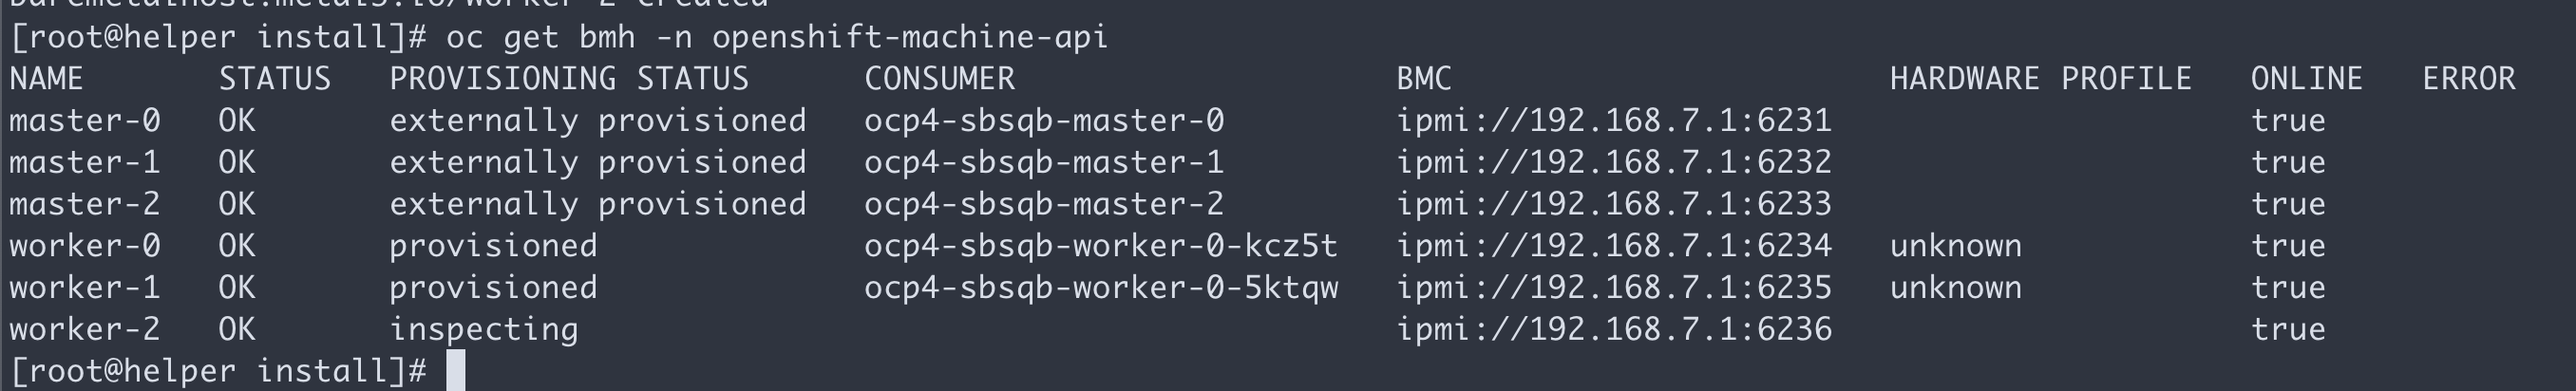 baremetalhost.metal3.io/worker-2 created
[root@helper install]# oc get bmh -n openshift-machine-api
NAME       STATUS   PROVISIONING STATUS      CONSUMER                    BMC                       HARDWARE PROFILE   ONLINE   ERROR
master-0   OK       externally provisioned   ocp4-sbsqb-master-0         ipmi://192.168.7.1:6231                      true
master-1   OK       externally provisioned   ocp4-sbsqb-master-1         ipmi://192.168.7.1:6232                      true
master-2   OK       externally provisioned   ocp4-sbsqb-master-2         ipmi://192.168.7.1:6233                      true
worker-0   OK       provisioned              ocp4-sbsqb-worker-0-kcz5t   ipmi://192.168.7.1:6234   unknown            true
worker-1   OK       provisioned              ocp4-sbsqb-worker-0-5ktqw   ipmi://192.168.7.1:6235   unknown            true
worker-2   OK       inspecting                                           ipmi://192.168.7.1:6236                      true
[root@helper install]#